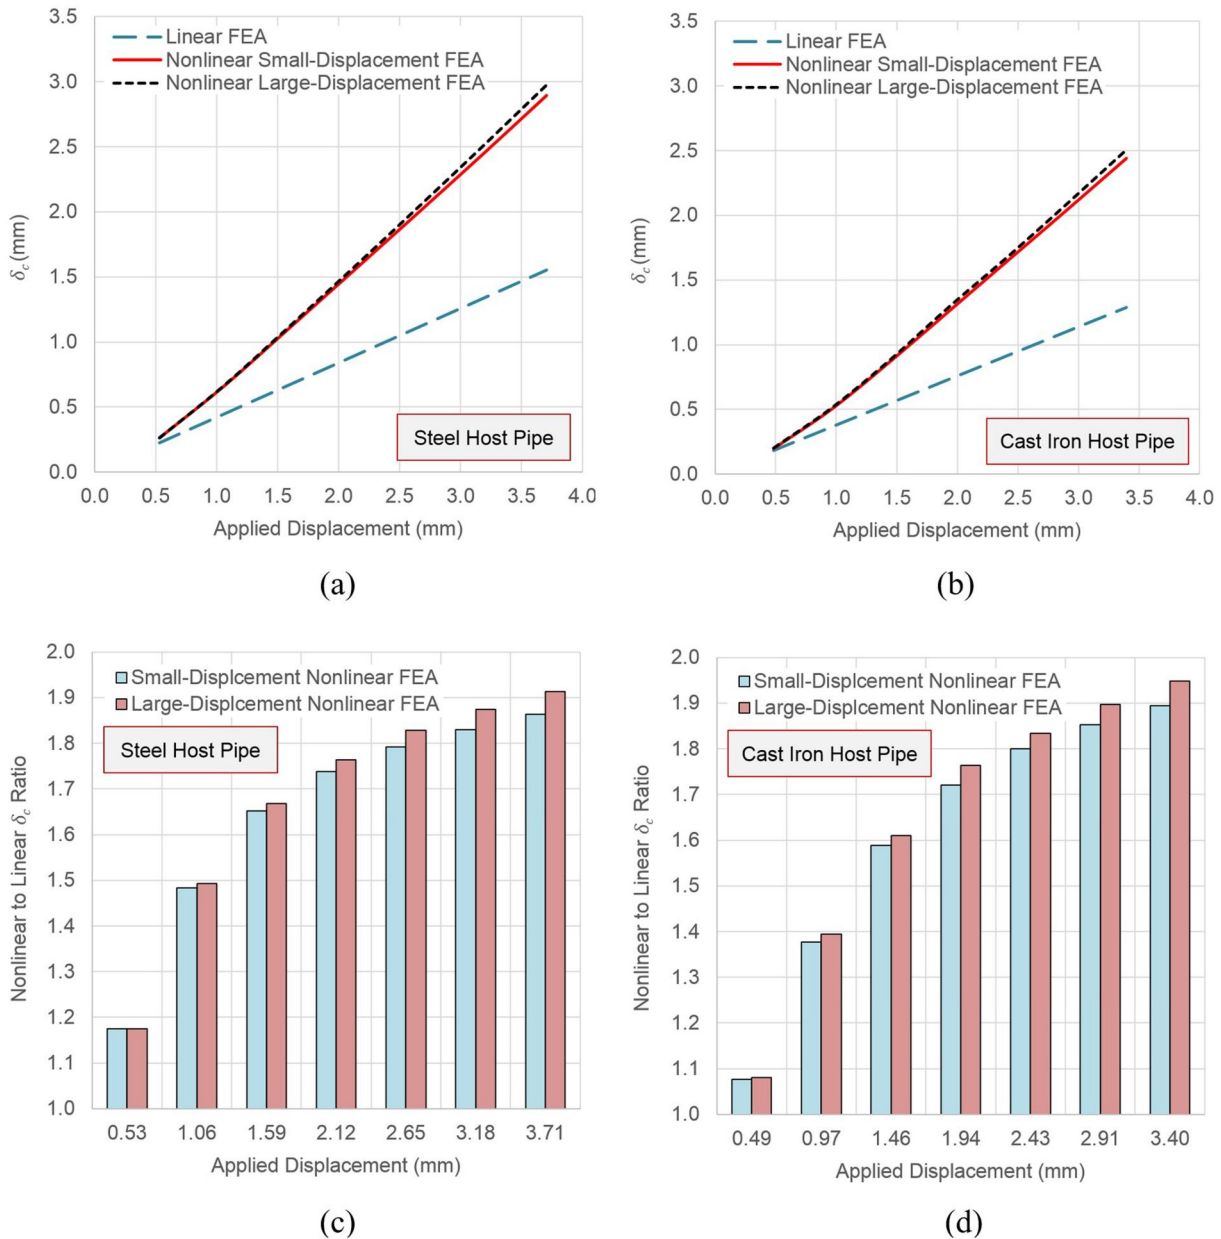 3.5
3.0
2.5
2.0
1.5
1.0
0.5
0.0
δc (mm)
Linear FEA
Nonlinear Small-Displacement FEA
Nonlinear Large-Displacement FEA
Steel Host Pipe
0.0 0.5 1.0 1.5 2.0 2.5 3.0 3.5 4.0
Applied Displacement (mm)
(a)
3.5
3.0
2.5
2.0
1.5
1.0
0.5
0.0
δc (mm)
Linear FEA
Nonlinear Small-Displacement FEA
Nonlinear Large-Displacement FEA
Cast Iron Host Pipe
0.0 0.5 1.0 1.5 2.0 2.5 3.0 3.5 4.0
Applied Displacement (mm)
(b)
2.0
1.9
1.8
1.7
1.6
1.5
1.4
1.3
1.2
1.1
1.0
Nonlinear to Linear δc Ratio
Small-Displcement Nonlinear FEA
Large-Displcement Nonlinear FEA
Steel Host Pipe
0.53 1.06 1.59 2.12 2.65 3.18 3.71
Applied Displacement (mm)
(c)
2.0
1.9
1.8
1.7
1.6
1.5
1.4
1.3
1.2
1.1
1.0
Nonlinear to Linear δc Ratio
Small-Displcement Nonlinear FEA
Large-Displcement Nonlinear FEA
Cast Iron Host Pipe
0.49 0.97 1.46 1.94 2.43 2.91 3.40
Applied Displacement (mm)
(d)